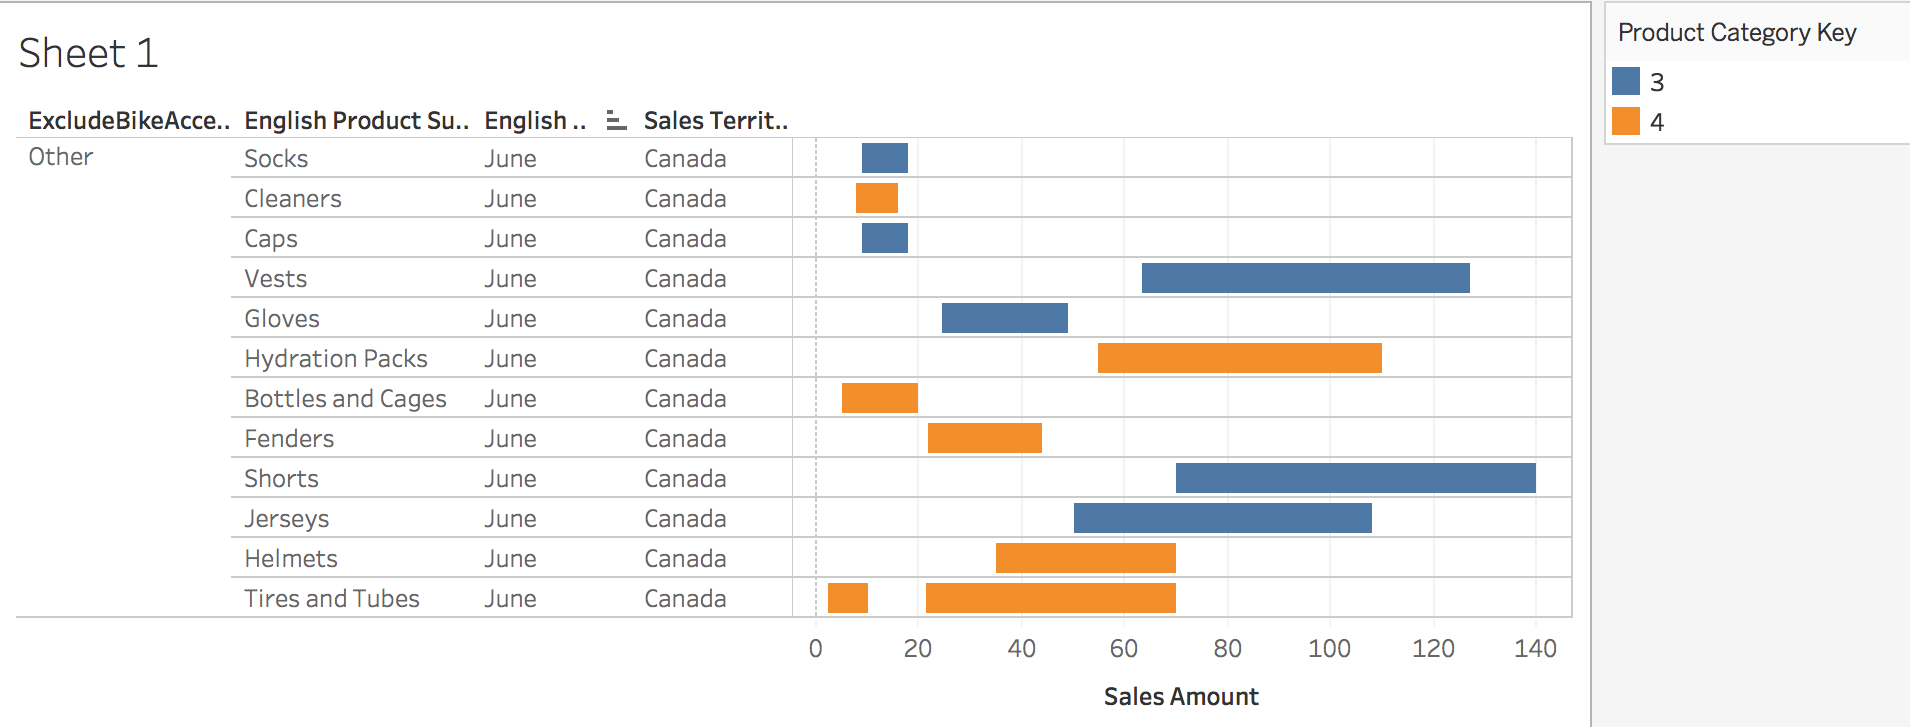 Sheet 1
ExcludeBikeAcce.. English Product Su.. English .. Sales Territ..
Other Socks June Canada
Cleaners June Canada
Caps June Canada
Vests June Canada
Gloves June Canada
Hydration Packs June Canada
Bottles and Cages June Canada
Fenders June Canada
Shorts June Canada
Jerseys June Canada
Helmets June Canada
Tires and Tubes June Canada
0 20 40 60 80 100 120 140
Sales Amount
Product Category Key
3
4